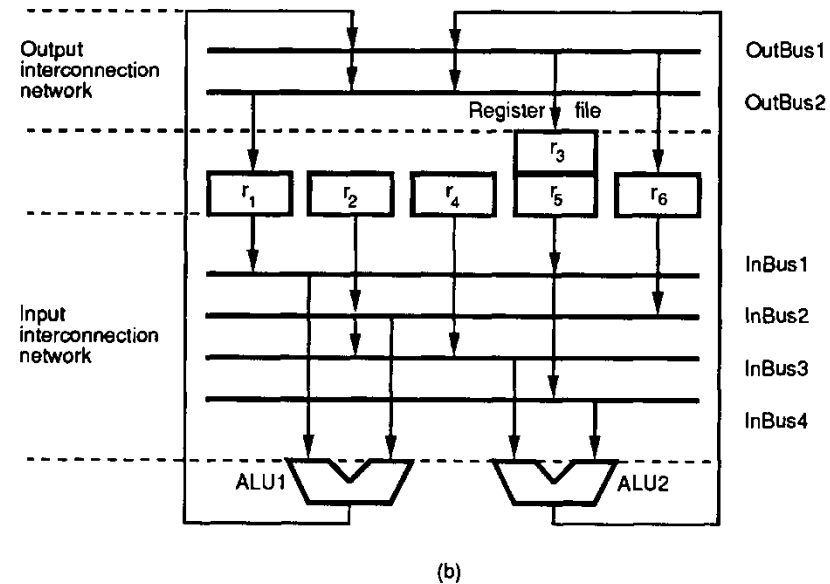 Output
interconnection
network
OutBus1
OutBus2
Register file
r3
r1
r2
r4
r5
r6
Input
interconnection
network
InBus1
InBus2
InBus3
InBus4
ALU1
ALU2
(b)